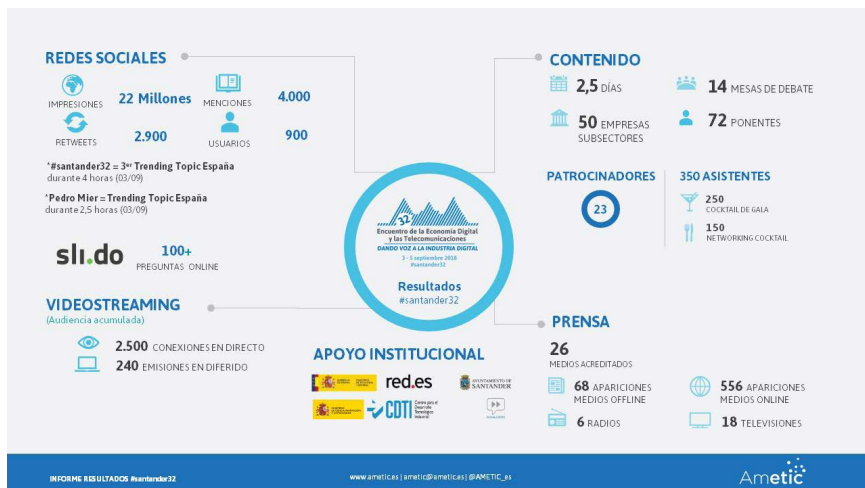 REDES SOCIALES
22 Millones
IMPRESIONES
4.000
MENCIONES
2.900
RETWEETS
900
USUARIOS
*#santander32 = 3er Trending Topic España
durante 4 horas (03/09)
*Pedro Mier = Trending Topic España
durante 2,5 horas (03/09)
sli.do
100+
PREGUNTAS ONLINE
VIDEOSTREAMING
(Audiencia acumulada)
2.500 CONEXIONES EN DIRECTO
240 EMISIONES EN DIFERIDO
32
Encuentro de la Economía Digital
y las Telecomunicaciones
DANDO VOZ A LA INDUSTRIA DIGITAL
3 - 5 septiembre 2018
#santander32
Resultados
#santander32
APOYO INSTITUCIONAL
red.es
AYUNTAMIENTO DE
SANTANDER
CDTI
Centro para el
Desarrollo
Tecnológico
Industrial
CONTENIDO
2,5 DÍAS
14 MESAS DE DEBATE
50 EMPRESAS
SUBSECTORES
72 PONENTES
PATROCINADORES
23
350 ASISTENTES
250
COCKTAIL DE GALA
150
NETWORKING COCKTAIL
PRENSA
26
MEDIOS ACREDITADOS
68 APARICIONES
MEDIOS OFFLINE
556 APARICIONES
MEDIOS ONLINE
6 RADIOS
18 TELEVISIONES
INFORME RESULTADOS #santander32
www.ametic.es | ametic@ametic.es | @AMETIC_es
Ametic